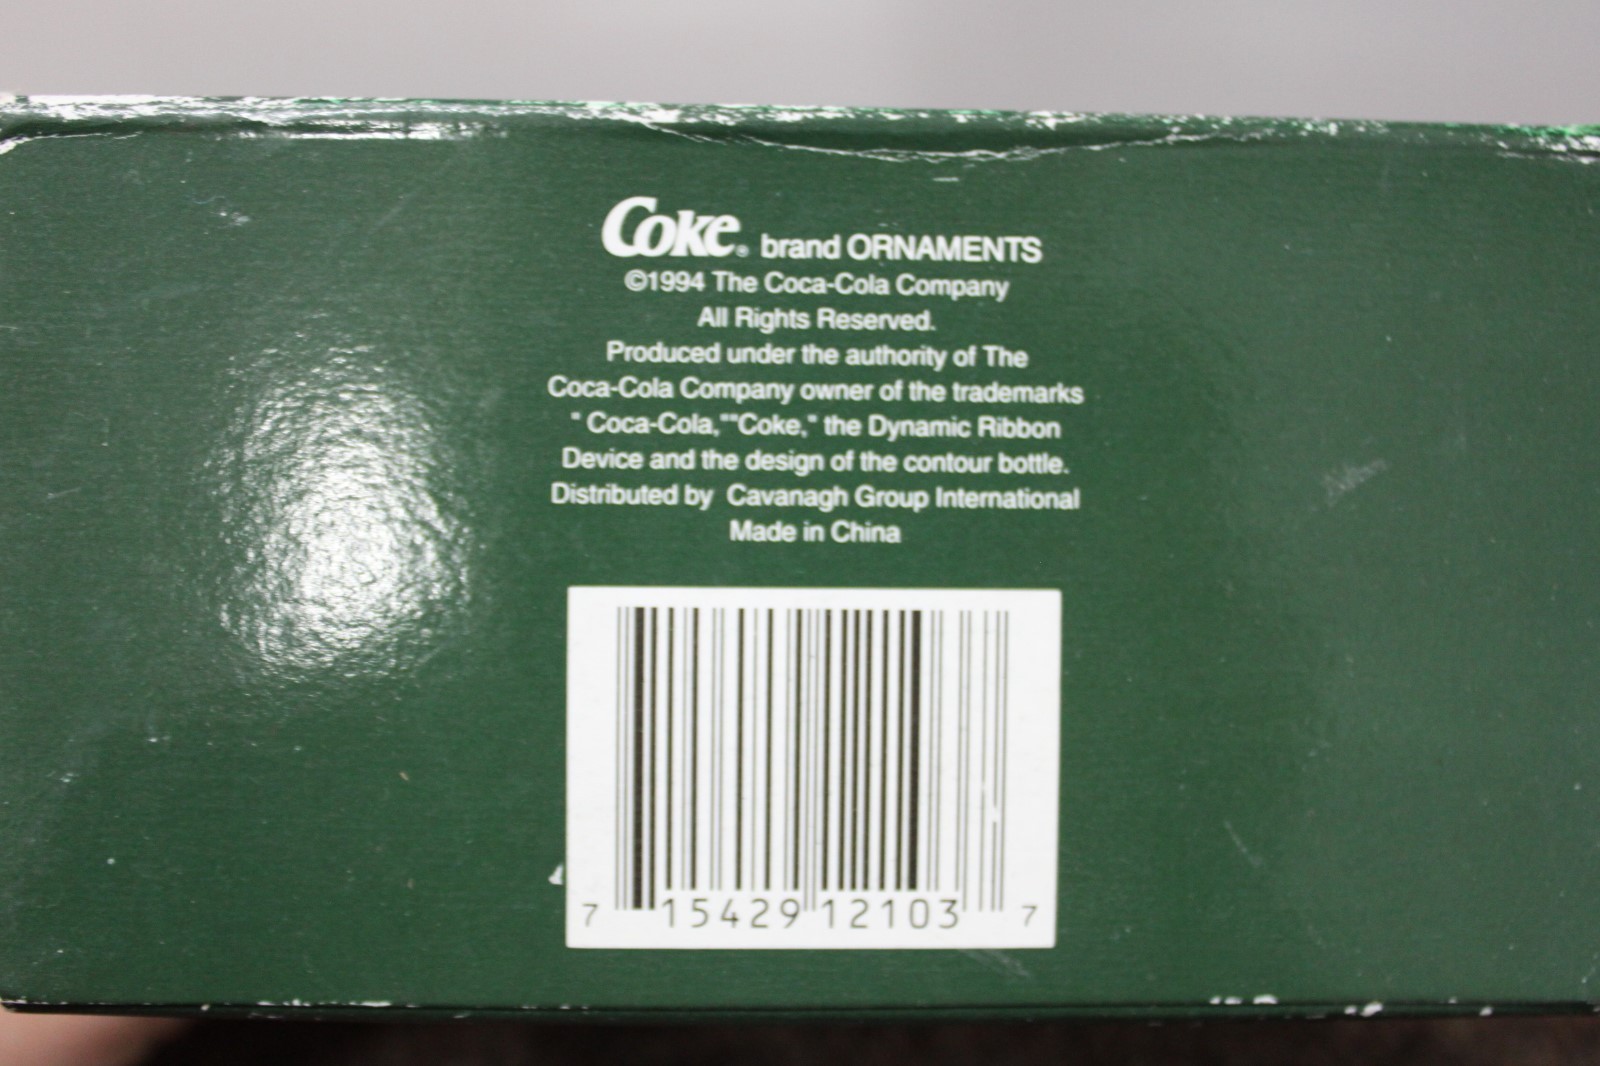 Coke® brand ORNAMENTS
©1994 The Coca-Cola Company
All Rights Reserved.
Produced under the authority of The
Coca-Cola Company owner of the trademarks
" Coca-Cola,""Coke," the Dynamic Ribbon
Device and the design of the contour bottle.
Distributed by  Cavanagh Group International
Made in China
7 15429 12103 7